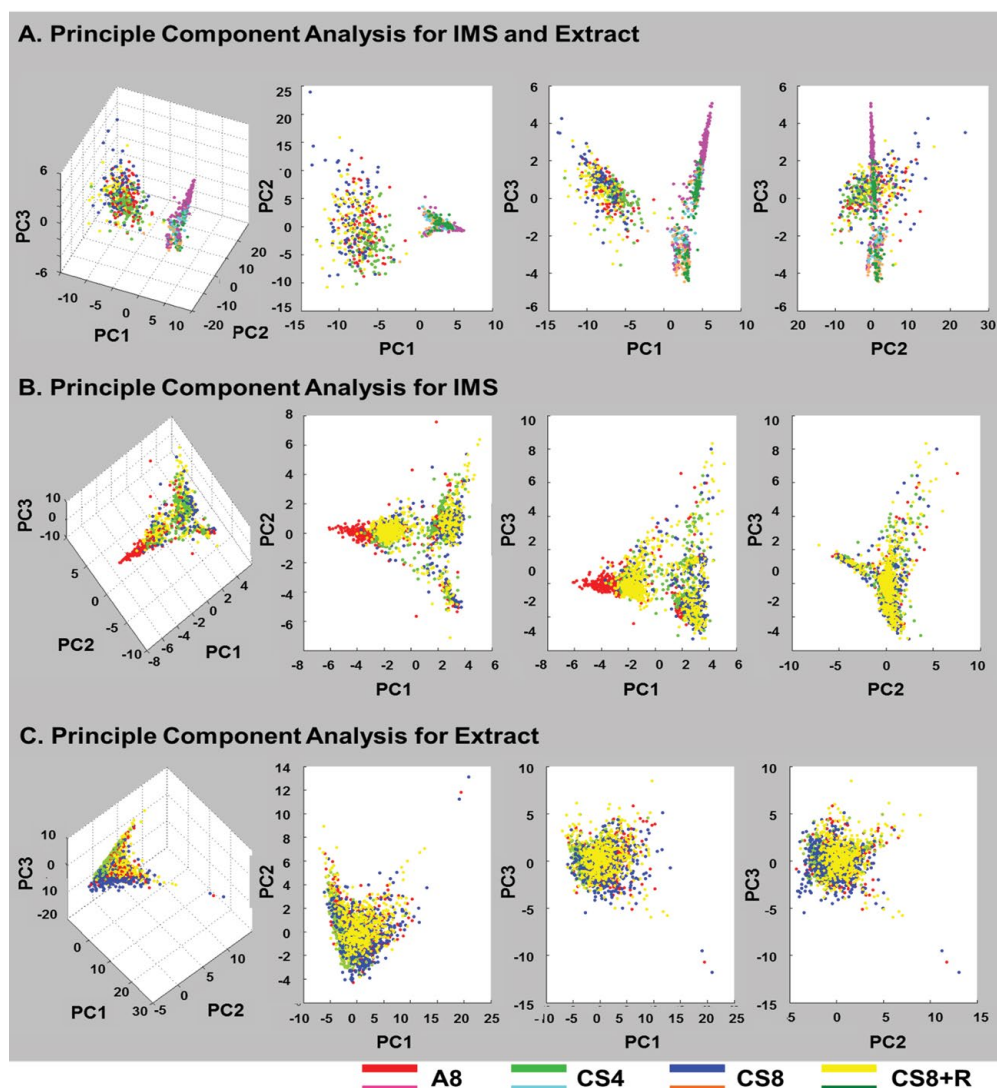 A. Principle Component Analysis for IMS and Extract
PC3
6
0
-6
-10
-5
0
5
10
PC1
20
10
0
-10
-20
PC2
PC2
25
20
15
10
5
0
-5
-10
-15
-15 -10 -5 0 5 10
PC1
PC3
6
4
2
0
-2
-4
-6
-15 -10 -5 0 5 10
PC1
PC3
6
4
2
0
-2
-4
-6
20 -10 0 10 20 30
PC2
B. Principle Component Analysis for IMS
PC3
10
0
-10
5
0
-5
-10
PC2
-8 -6 -4 -2 0 2 4
PC1
PC2
8
6
4
2
0
-2
-4
-6
-8 -6 -4 -2 0 2 4 6
PC1
PC3
10
8
6
4
2
0
-2
-4
-8 -6 -4 -2 0 2 4 6
PC1
PC3
10
8
6
4
2
0
-2
-4
-10 -5 0 5 10
PC2
C. Principle Component Analysis for Extract
PC3
10
0
-10
-20
0
10
20
30
PC1
-5 0 5 10
PC2
PC2
14
12
10
8
6
4
2
0
-2
-4
-10 -5 0 5 10 15 20 25
PC1
PC3
10
5
0
-5
-10
-15
-10 -5 0 5 10 15 20 25
PC1
PC3
10
5
0
-5
-10
-15
5 0 5 10 15
PC2
A8 CS4 CS8 CS8+R